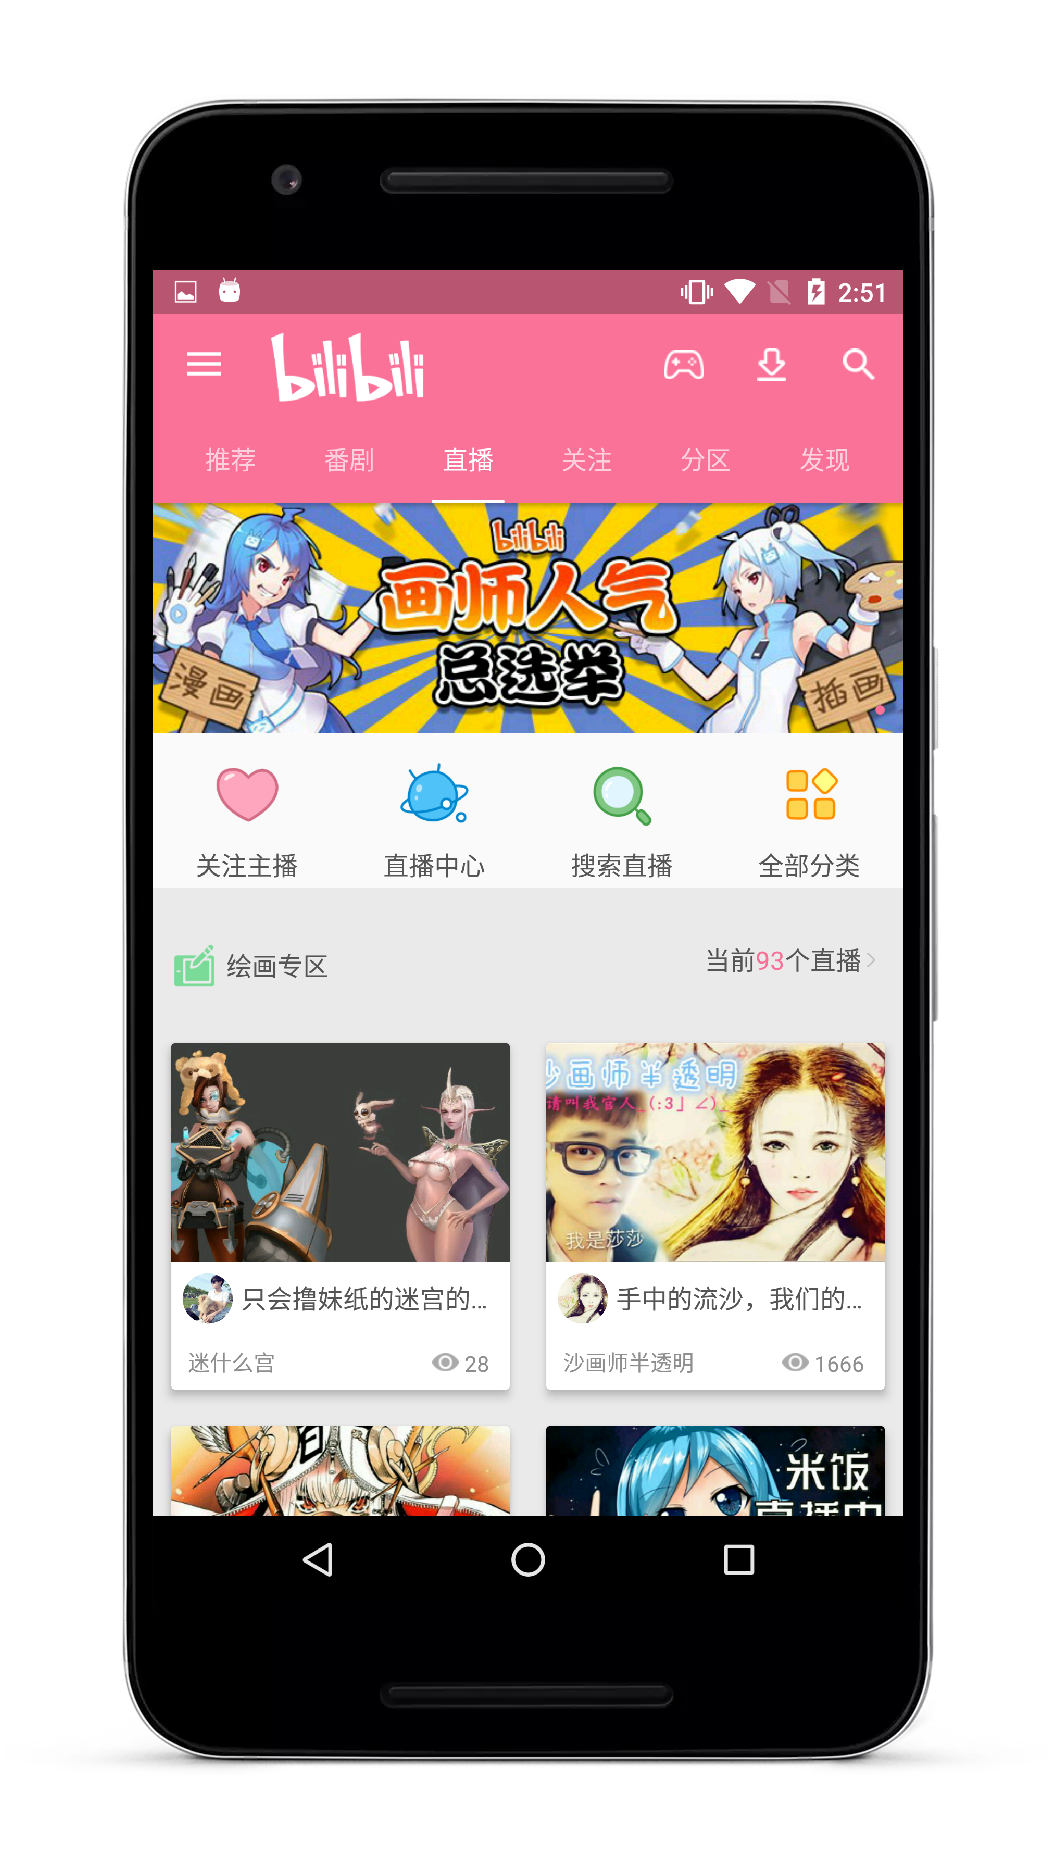 2:51
bilibili
推荐 番剧 直播 关注 分区 发现
bilibili
画师人气
总选举
漫画
插画
关注主播 直播中心 搜索直播 全部分类
绘画专区
当前93个直播
沙画师半透明
请叫我官人_(:3」∠)_
我是莎莎
只会撸妹纸的迷宫的...
迷什么宫
28
手中的流沙，我们的...
沙画师半透明
1666
米饭
直播中